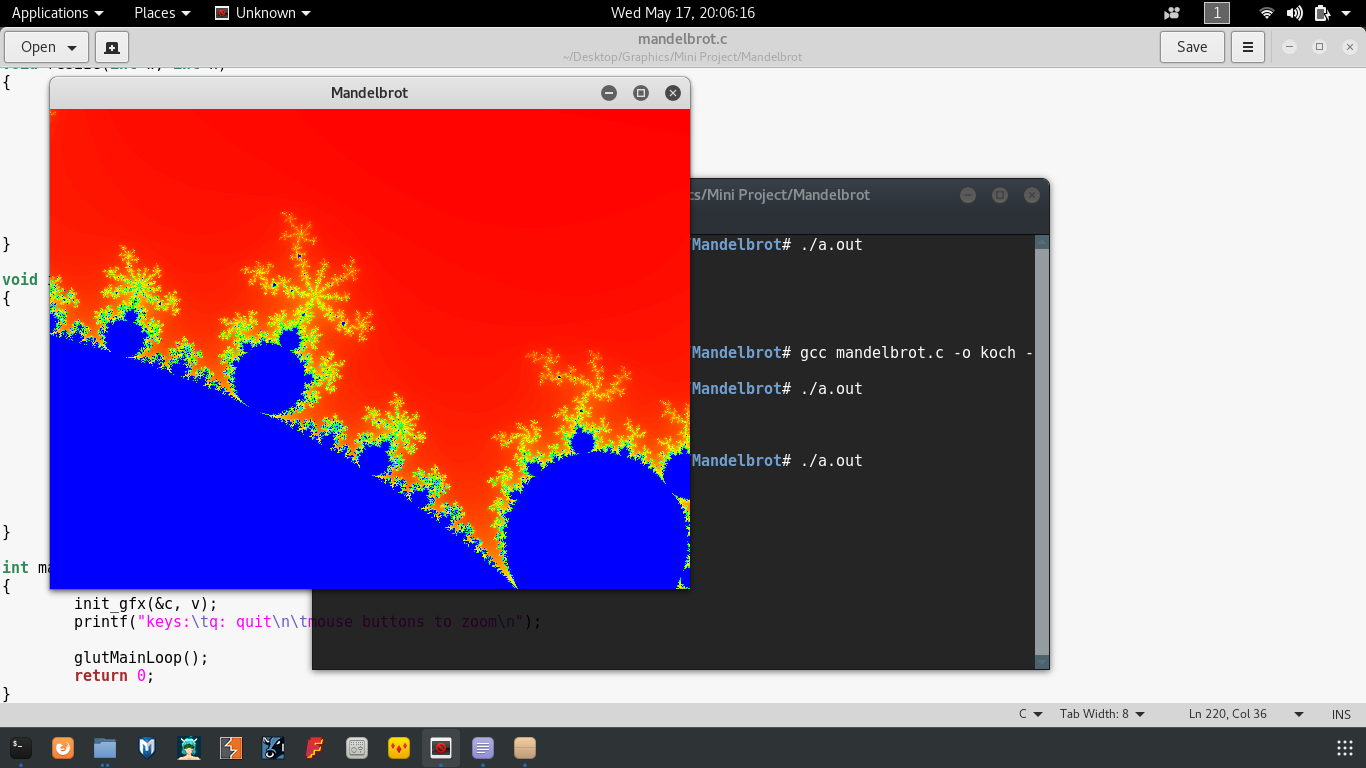 Applications Places Unknown Wed May 17, 20:06:16 1
Open mandelbrot.c Save
~/Desktop/Graphics/Mini Project/Mandelbrot
{
Mandelbrot
cs/Mini Project/Mandelbrot
Mandelbrot# ./a.out
}
void
{
Mandelbrot# gcc mandelbrot.c -o koch -
Mandelbrot# ./a.out
Mandelbrot# ./a.out
}
int ma
{
init_gfx(&c, v);
printf("keys:\tq: quit\n\tmouse buttons to zoom\n");
glutMainLoop();
return 0;
}
C Tab Width: 8 Ln 220, Col 36 INS